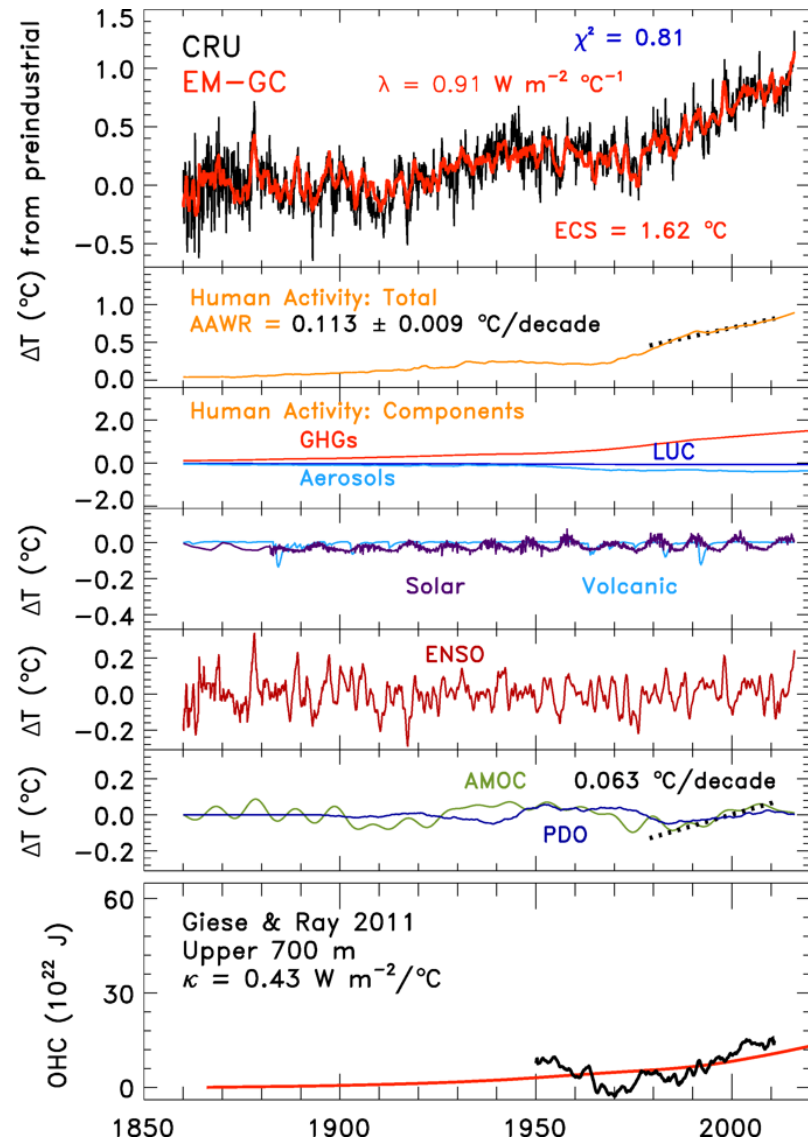 ΔT (°C) from preindustrial
1.5
1.0
0.5
0.0
−0.5
CRU
χ² = 0.81
EM−GC
λ = 0.91 W m⁻² °C⁻¹
ECS = 1.62 °C
1.0
0.5
0.0
Human Activity: Total
AAWR = 0.113 ± 0.009 °C/decade
2.0
0.0
−2.0
Human Activity: Components
GHGs
LUC
Aerosols
ΔT (°C)
0.0
−0.2
−0.4
Solar
Volcanic
ΔT (°C)
0.2
0.0
−0.2
ENSO
ΔT (°C)
0.2
0.0
−0.2
AMOC
0.063 °C/decade
PDO
OHC (10²² J)
60
30
0
Giese & Ray 2011
Upper 700 m
κ = 0.43 W m⁻²/°C
1850
1900
1950
2000